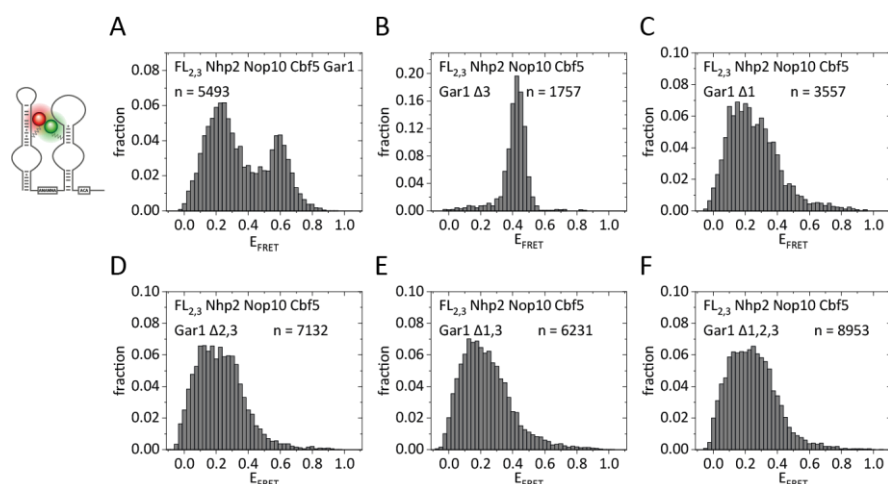 A
FL2,3 Nhp2 Nop10 Cbf5 Gar1
n = 5493
0.08
0.06
0.04
0.02
0.00
fraction
0.0 0.2 0.4 0.6 0.8 1.0
EFRET
B
FL2,3 Nhp2 Nop10 Cbf5
Gar1 Δ3 n = 1757
0.20
0.16
0.12
0.08
0.04
0.00
fraction
0.0 0.2 0.4 0.6 0.8 1.0
EFRET
C
FL2,3 Nhp2 Nop10 Cbf5
Gar1 Δ1 n = 3557
0.10
0.08
0.06
0.04
0.02
0.00
fraction
0.0 0.2 0.4 0.6 0.8 1.0
EFRET
ACA
D
FL2,3 Nhp2 Nop10 Cbf5
Gar1 Δ2,3 n = 7132
0.10
0.08
0.06
0.04
0.02
0.00
fraction
0.0 0.2 0.4 0.6 0.8 1.0
EFRET
E
FL2,3 Nhp2 Nop10 Cbf5
Gar1 Δ1,3 n = 6231
0.10
0.08
0.06
0.04
0.02
0.00
fraction
0.0 0.2 0.4 0.6 0.8 1.0
EFRET
F
FL2,3 Nhp2 Nop10 Cbf5
Gar1 Δ1,2,3 n = 8953
0.10
0.08
0.06
0.04
0.02
0.00
fraction
0.0 0.2 0.4 0.6 0.8 1.0
EFRET